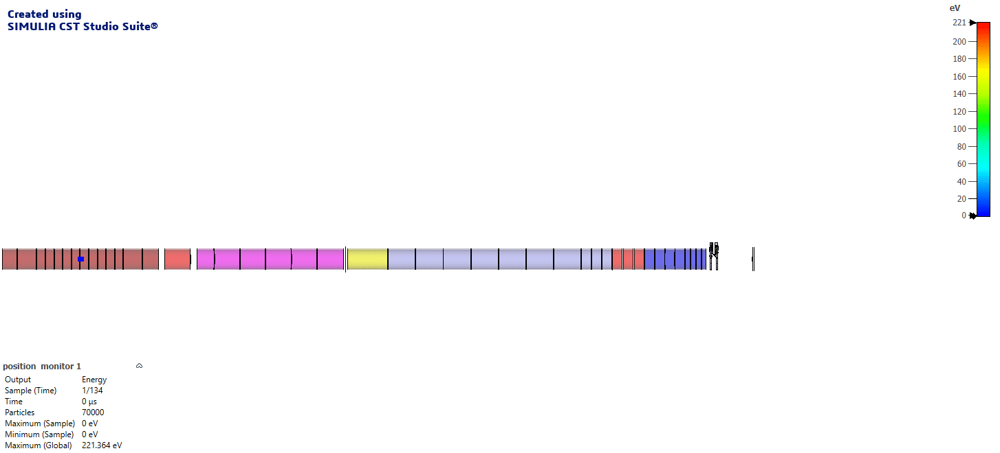 Created using
SIMULIA CST Studio Suite®
eV
221
200
180
160
140
120
100
80
60
40
20
0
position monitor 1
Output Energy
Sample (Time) 1/134
Time 0 µs
Particles 70000
Maximum (Sample) 0 eV
Minimum (Sample) 0 eV
Maximum (Global) 221.364 eV